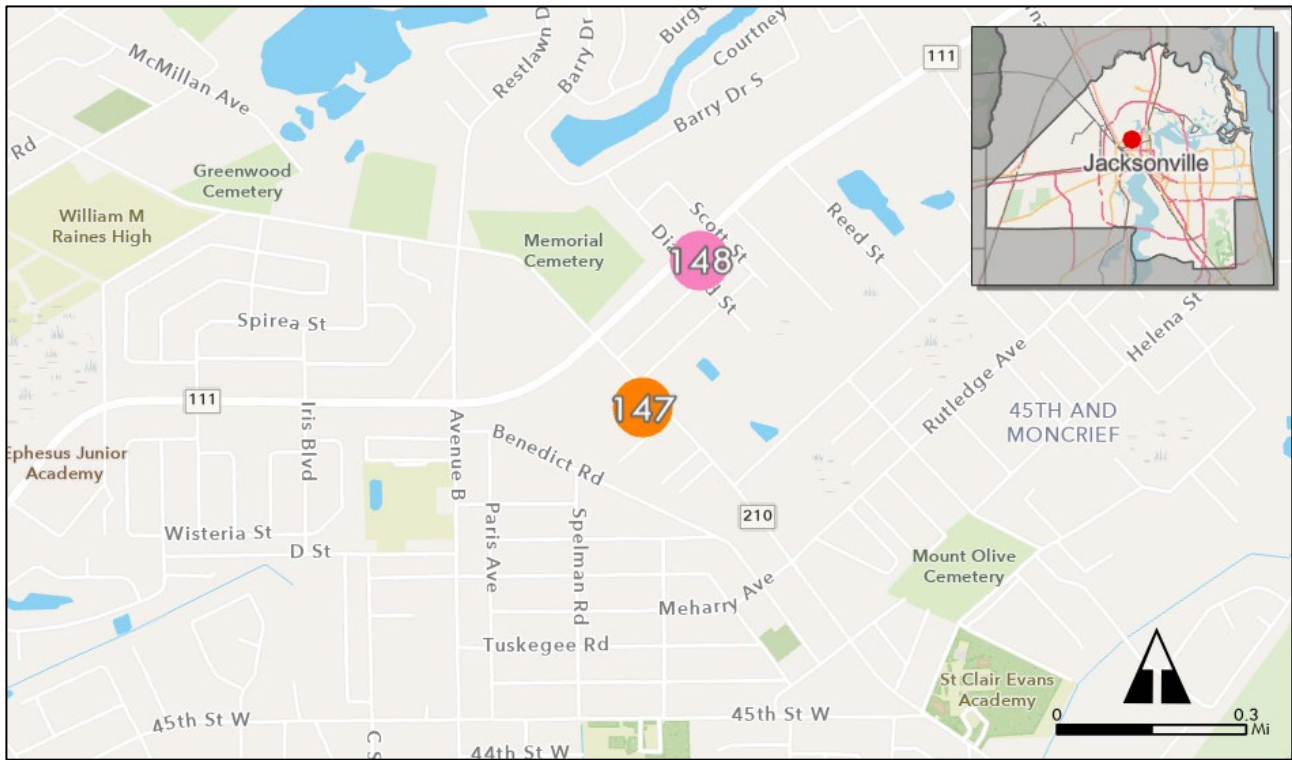 McMillan Ave
Restlawn D
Barry Dr
Burge
Courtney
Barry Dr S
111
Jacksonville
Rd
Greenwood
Cemetery
William M
Raines High
Memorial
Cemetery
Scott St
148
d St
Reed St
Spirea St
Helena St
Rutledge Ave
111
Iris Blvd
147
45TH AND
MONCRIEF
Ephesus Junior
Academy
Avenue B
Benedict Rd
210
Wisteria St
D St
Paris Ave
Spelman Rd
Mount Olive
Cemetery
Meharry Ave
Tuskegee Rd
St Clair Evans
Academy
45th St W
45th St W
C S
44th St W
0
0.3
Mi